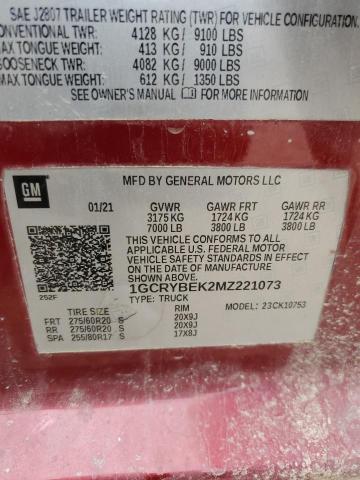 SAE J2807 TRAILER WEIGHT RATING (TWR) FOR VEHICLE CONFIGURATION.
CONVENTIONAL TWR: 4128 KG / 9100 LBS
MAX TONGUE WEIGHT: 413 KG / 910 LBS
GOOSENECK TWR: 4082 KG / 9000 LBS
MAX TONGUE WEIGHT: 612 KG / 1350 LBS
SEE OWNER'S MANUAL FOR MORE INFORMATION
GM
MFD BY GENERAL MOTORS LLC
01/21 GVWR GAWR FRT GAWR RR
3175 KG 1724 KG 1724 KG
7000 LB 3800 LB 3800 LB
THIS VEHICLE CONFORMS TO ALL
APPLICABLE U.S. FEDERAL MOTOR
VEHICLE SAFETY STANDARDS IN
EFFECT ON THE DATE OF
MANUFACTURE SHOWN ABOVE.
1GCRYBEK2MZ221073
252F
TYPE: TRUCK MODEL: 23CK10753
TIRE SIZE RIM
FRT 275/60R20 S 20X9J
RR 275/60R20 S 20X9J
SPA 255/80R17 S 17X8J